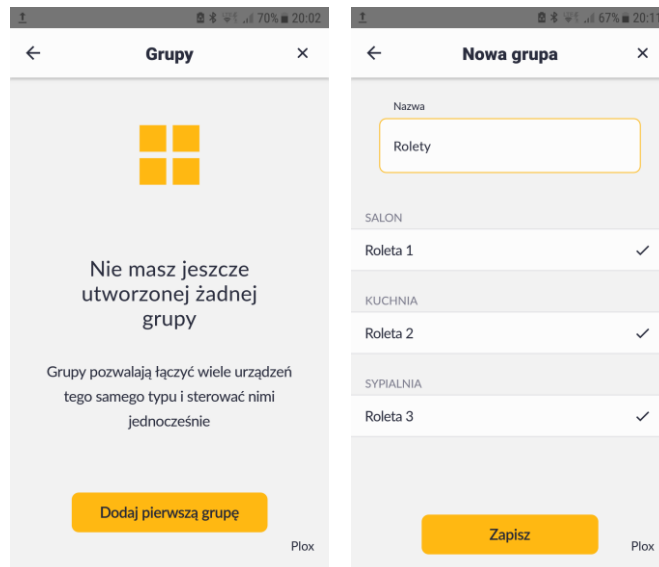 70% 20:02
Grupy
Nie masz jeszcze
utworzonej żadnej
grupy
Grupy pozwalają łączyć wiele urządzeń
tego samego typu i sterować nimi
jednocześnie
Dodaj pierwszą grupę
Plox
67% 20:11
Nowa grupa
Nazwa
Rolety
SALON
Roleta 1
KUCHNIA
Roleta 2
SYPIALNIA
Roleta 3
Zapisz
Plox